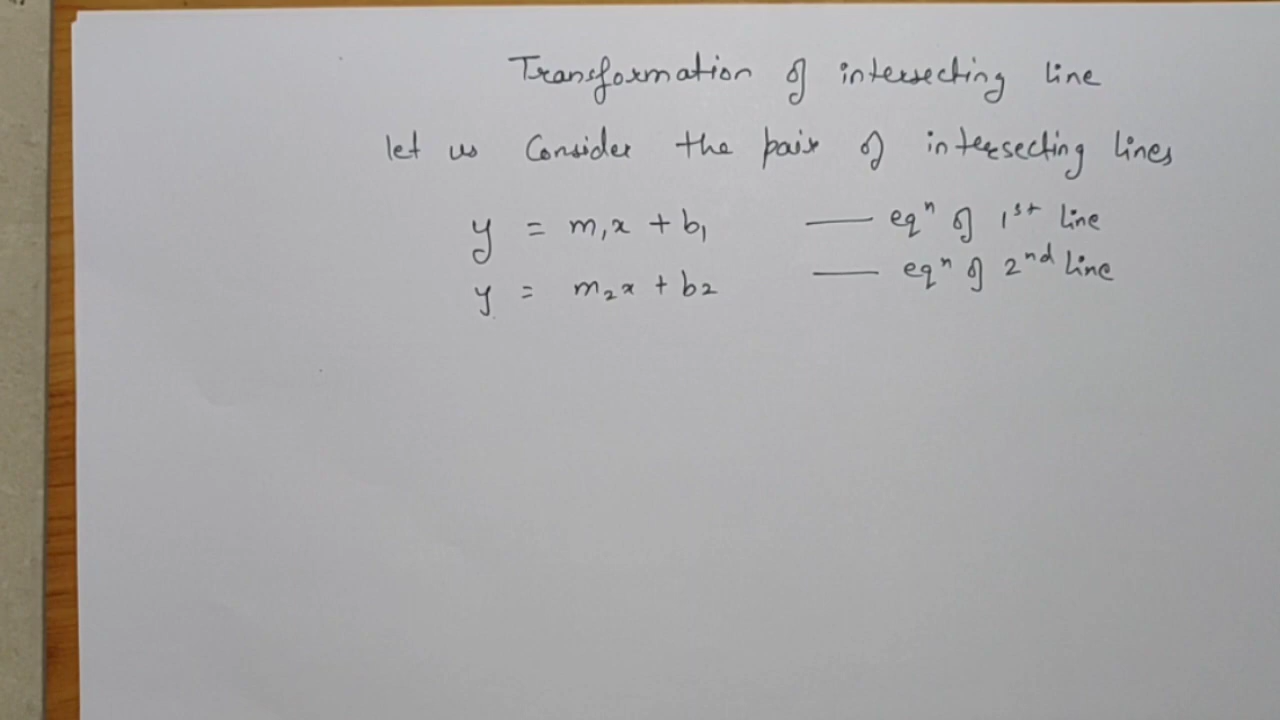 Transformation of intersecting line
let us Consider the pair of intersecting lines
y = m₁x + b₁ —— eqⁿ of 1ˢᵗ line
y = m₂x + b2 —— eqⁿ of 2ⁿᵈ line